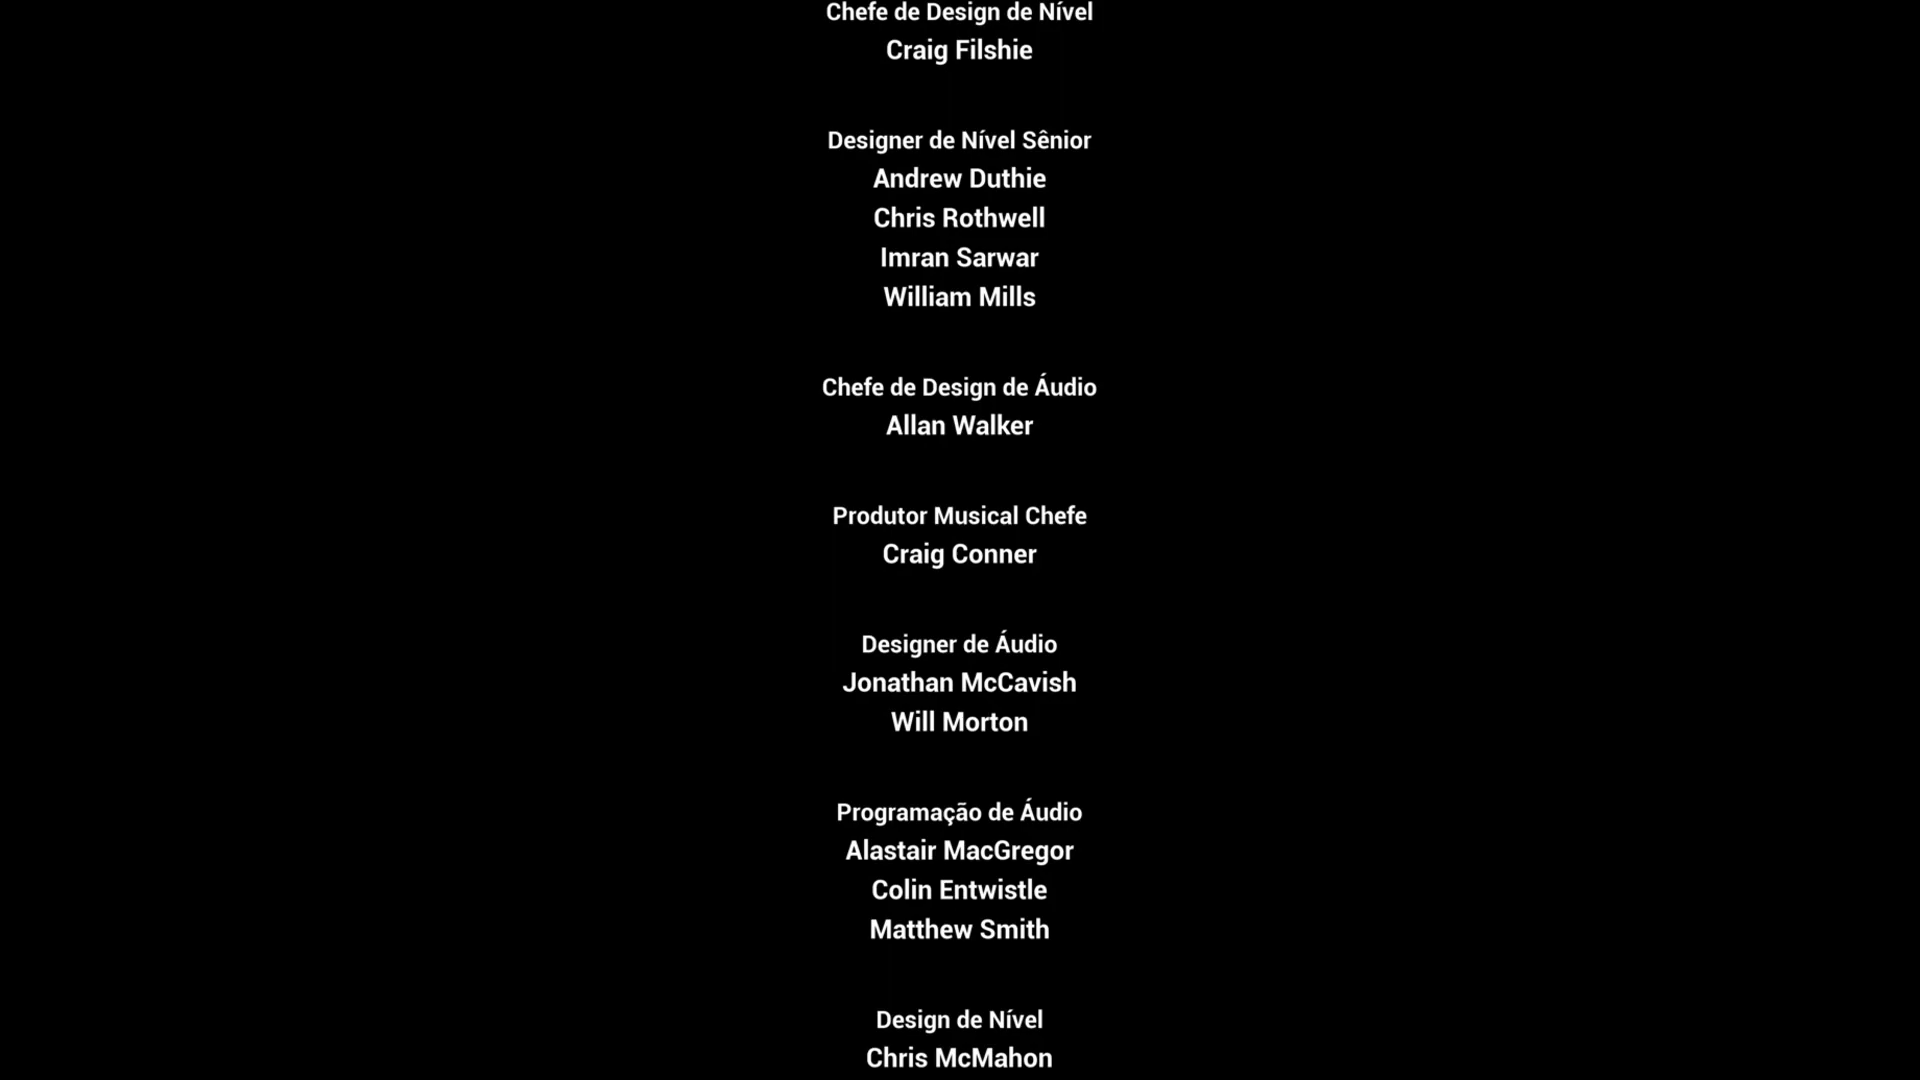 Chefe de Design de Nível
Craig Filshie
Designer de Nível Sênior
Andrew Duthie
Chris Rothwell
Imran Sarwar
William Mills
Chefe de Design de Áudio
Allan Walker
Produtor Musical Chefe
Craig Conner
Designer de Áudio
Jonathan McCavish
Will Morton
Programação de Áudio
Alastair MacGregor
Colin Entwistle
Matthew Smith
Design de Nível
Chris McMahon